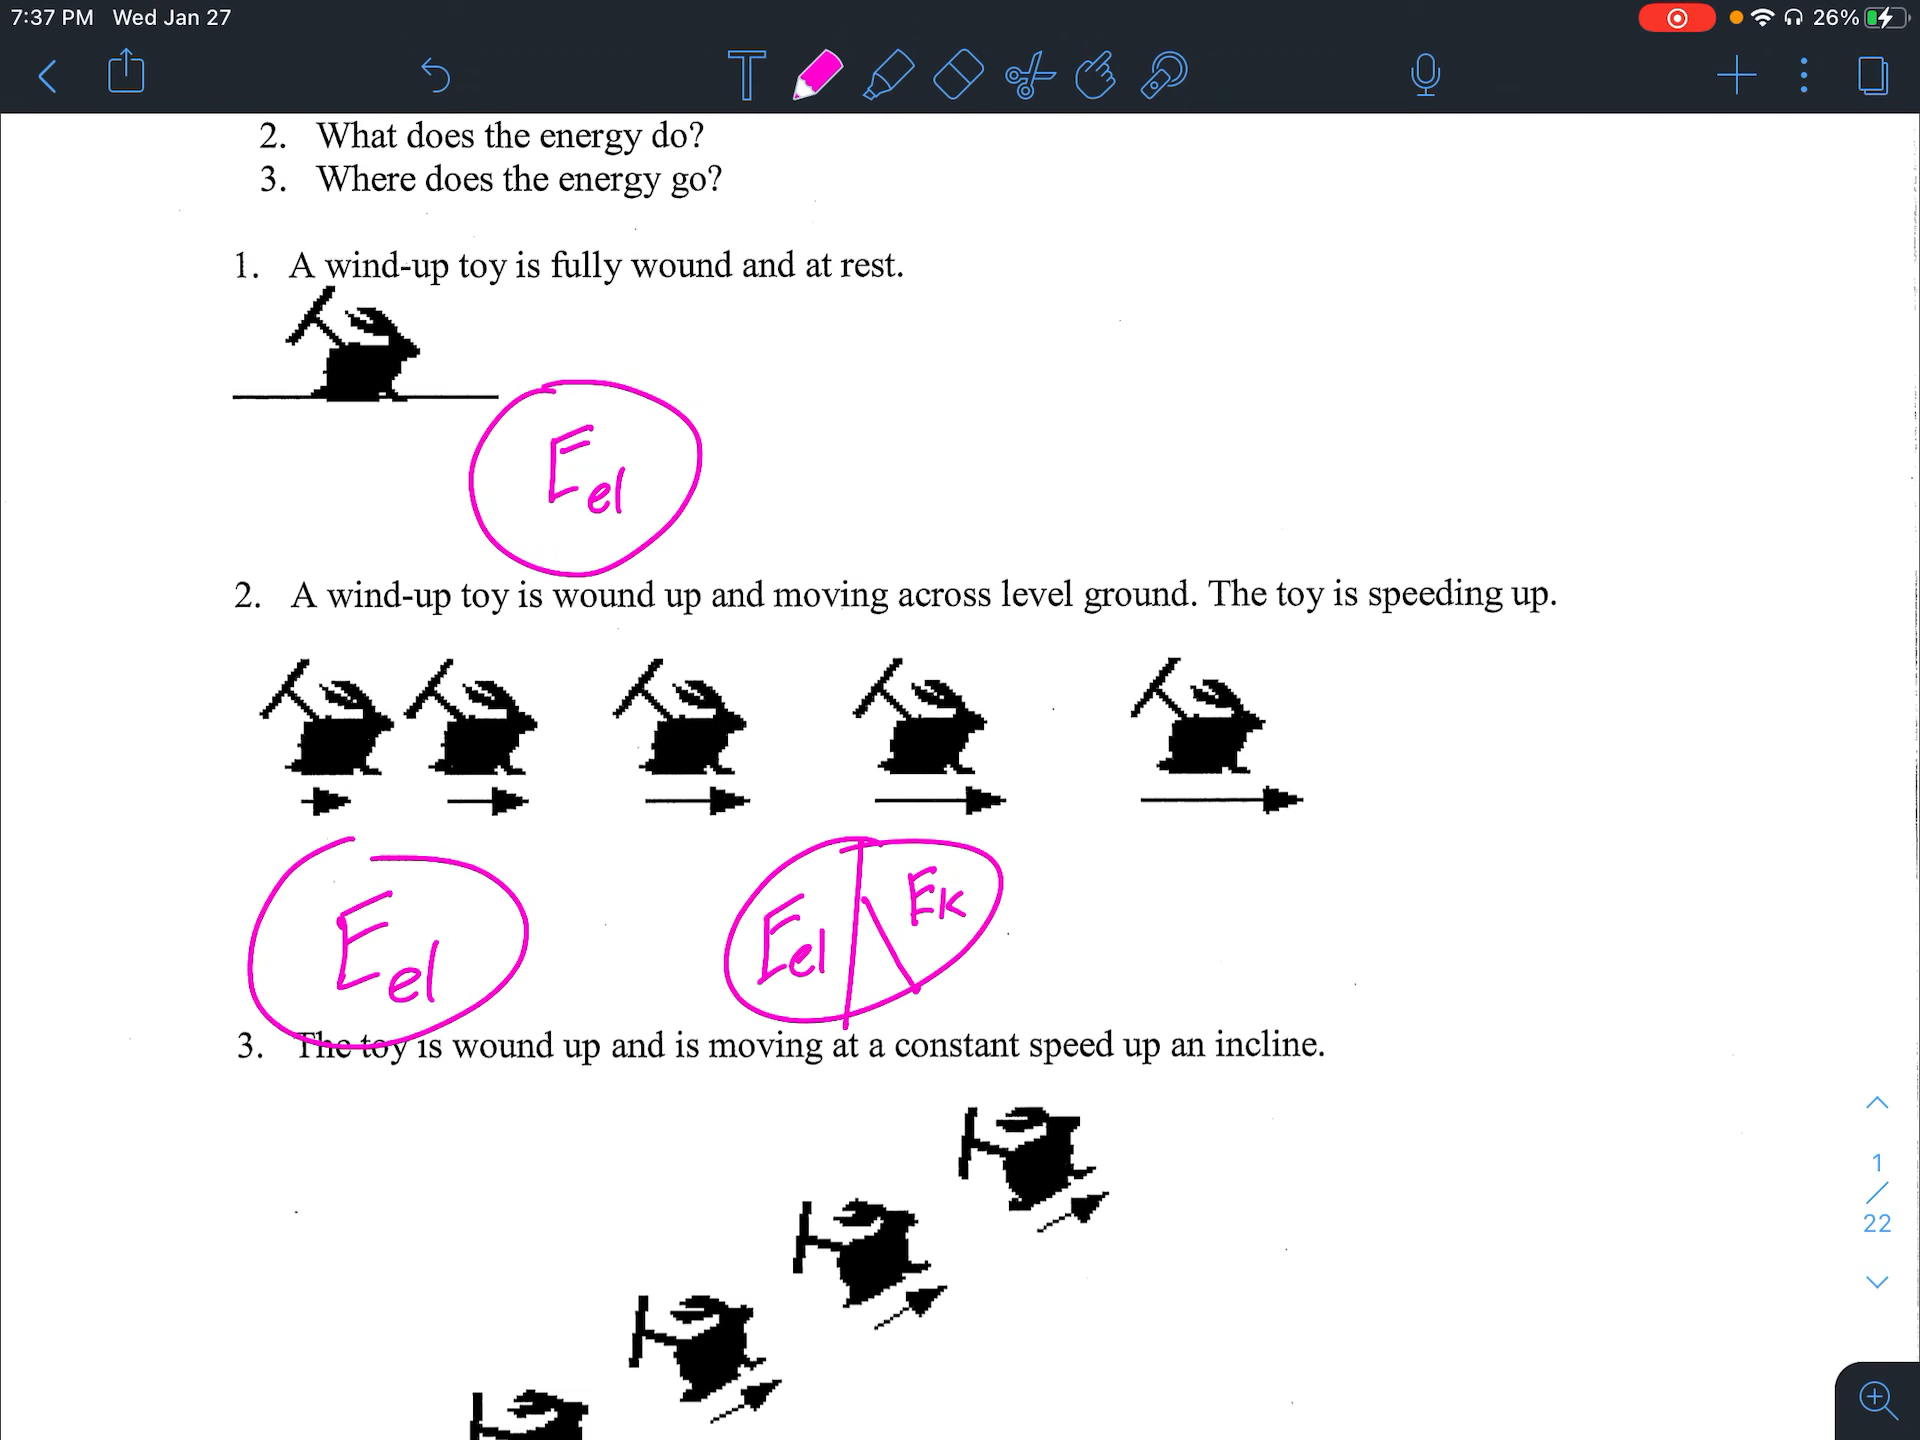 7:37 PM Wed Jan 27
26%
T
2. What does the energy do?
3. Where does the energy go?
1. A wind-up toy is fully wound and at rest.
Eel
2. A wind-up toy is wound up and moving across level ground. The toy is speeding up.
Eel
Eel Ek
3. The toy is wound up and is moving at a constant speed up an incline.
1
/
22